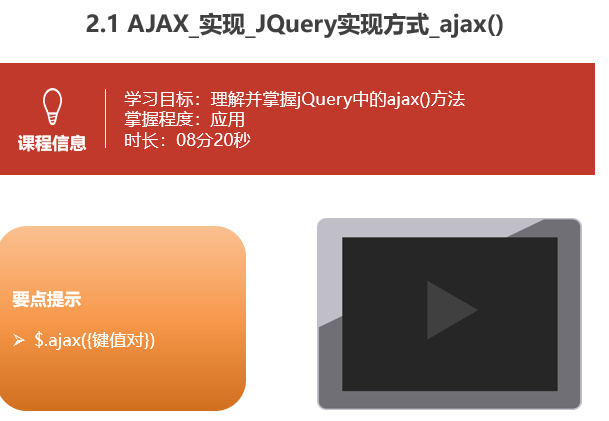 2.1 AJAX_实现_JQuery实现方式_ajax()
课程信息
学习目标：理解并掌握jQuery中的ajax()方法
掌握程度：应用
时长：08分20秒
要点提示
➢ $.ajax({键值对})